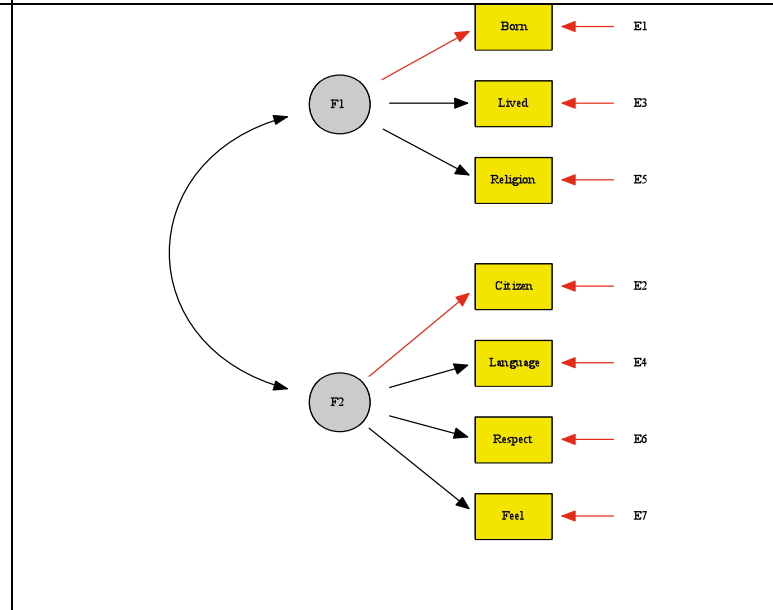 Born E1
F1
Lived E3
Religion E5
Citizen E2
Language E4
F2
Respect E6
Feel E7